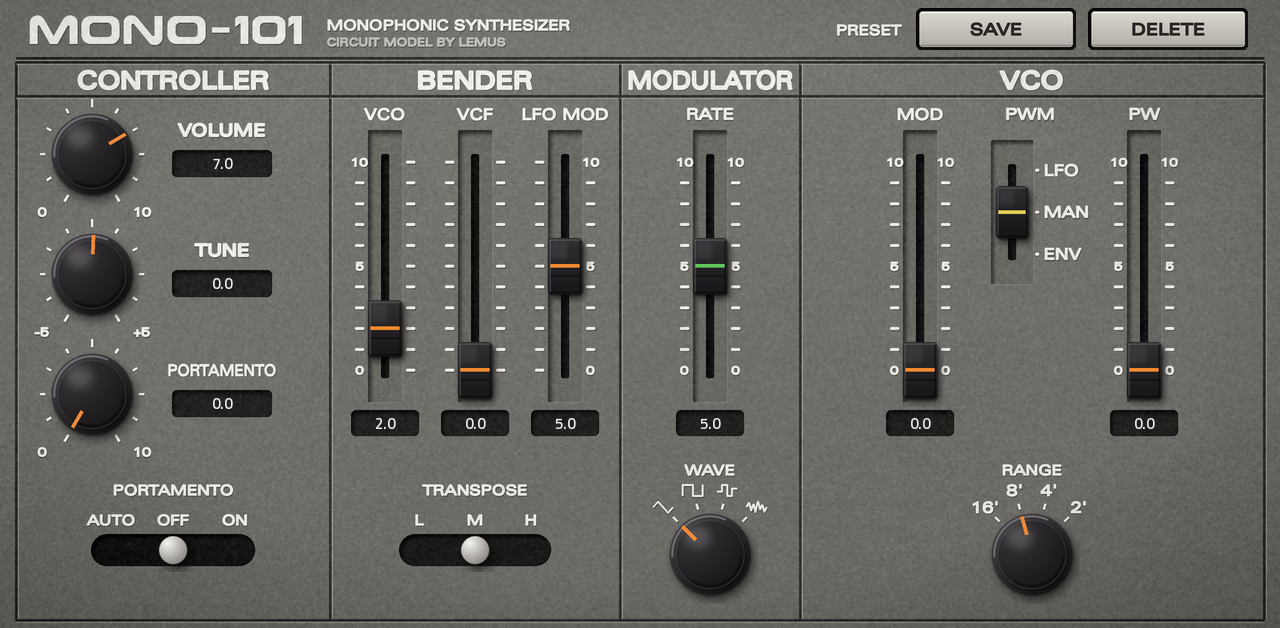 MONO-101
MONOPHONIC SYNTHESIZER
CIRCUIT MODEL BY LEMUS
PRESET SAVE DELETE
CONTROLLER BENDER MODULATOR VCO
VOLUME
7.0
0 10
TUNE
0.0
-5 +5
PORTAMENTO
0.0
0 10
PORTAMENTO
AUTO OFF ON
VCO VCF LFO MOD
10 10
5 5
0 0
2.0 0.0 5.0
TRANSPOSE
L M H
RATE
10 10
5 5
0 0
5.0
WAVE
MOD PWM PW
10 10 LFO 10 10
MAN
5 5 ENV 5 5
0 0 0 0
0.0 0.0
RANGE
16' 8' 4' 2'